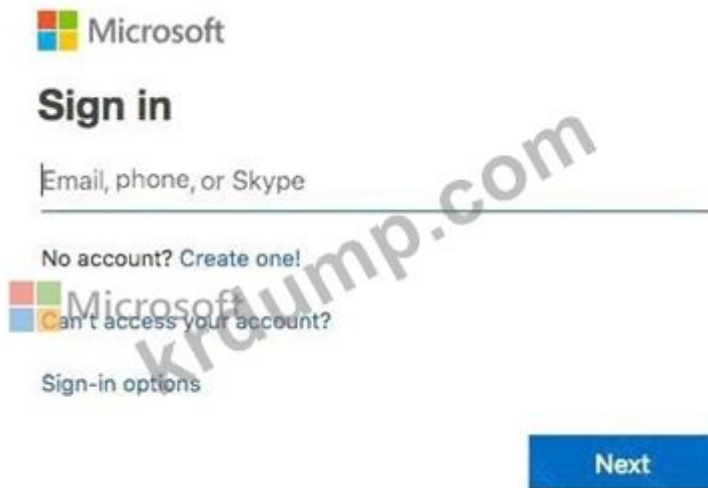 Microsoft
Sign in
Email, phone, or Skype
No account? Create one!
Microsoft
Can't access your account?
Sign-in options
Next
krdump.com